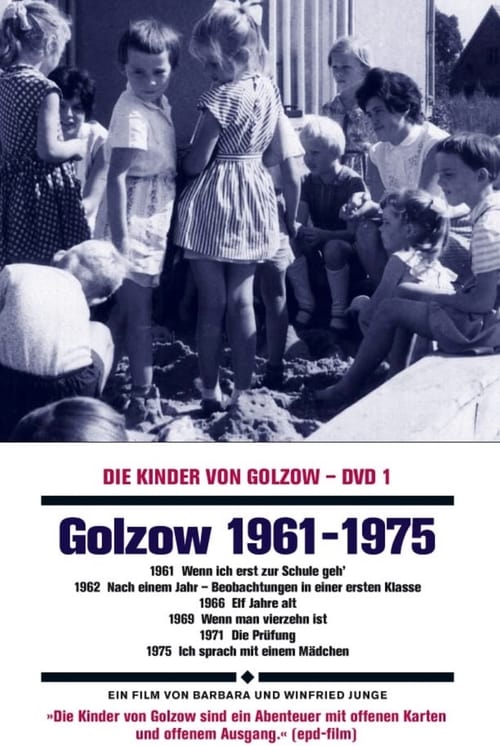 DIE KINDER VON GOLZOW – DVD 1
Golzow 1961-1975
1961 Wenn ich erst zur Schule geh'
1962 Nach einem Jahr – Beobachtungen in einer ersten Klasse
1966 Elf Jahre alt
1969 Wenn man vierzehn ist
1971 Die Prüfung
1975 Ich sprach mit einem Mädchen
EIN FILM VON BARBARA UND WINFRIED JUNGE
»Die Kinder von Golzow sind ein Abenteuer mit offenen Karten
und offenem Ausgang.« (epd-film)